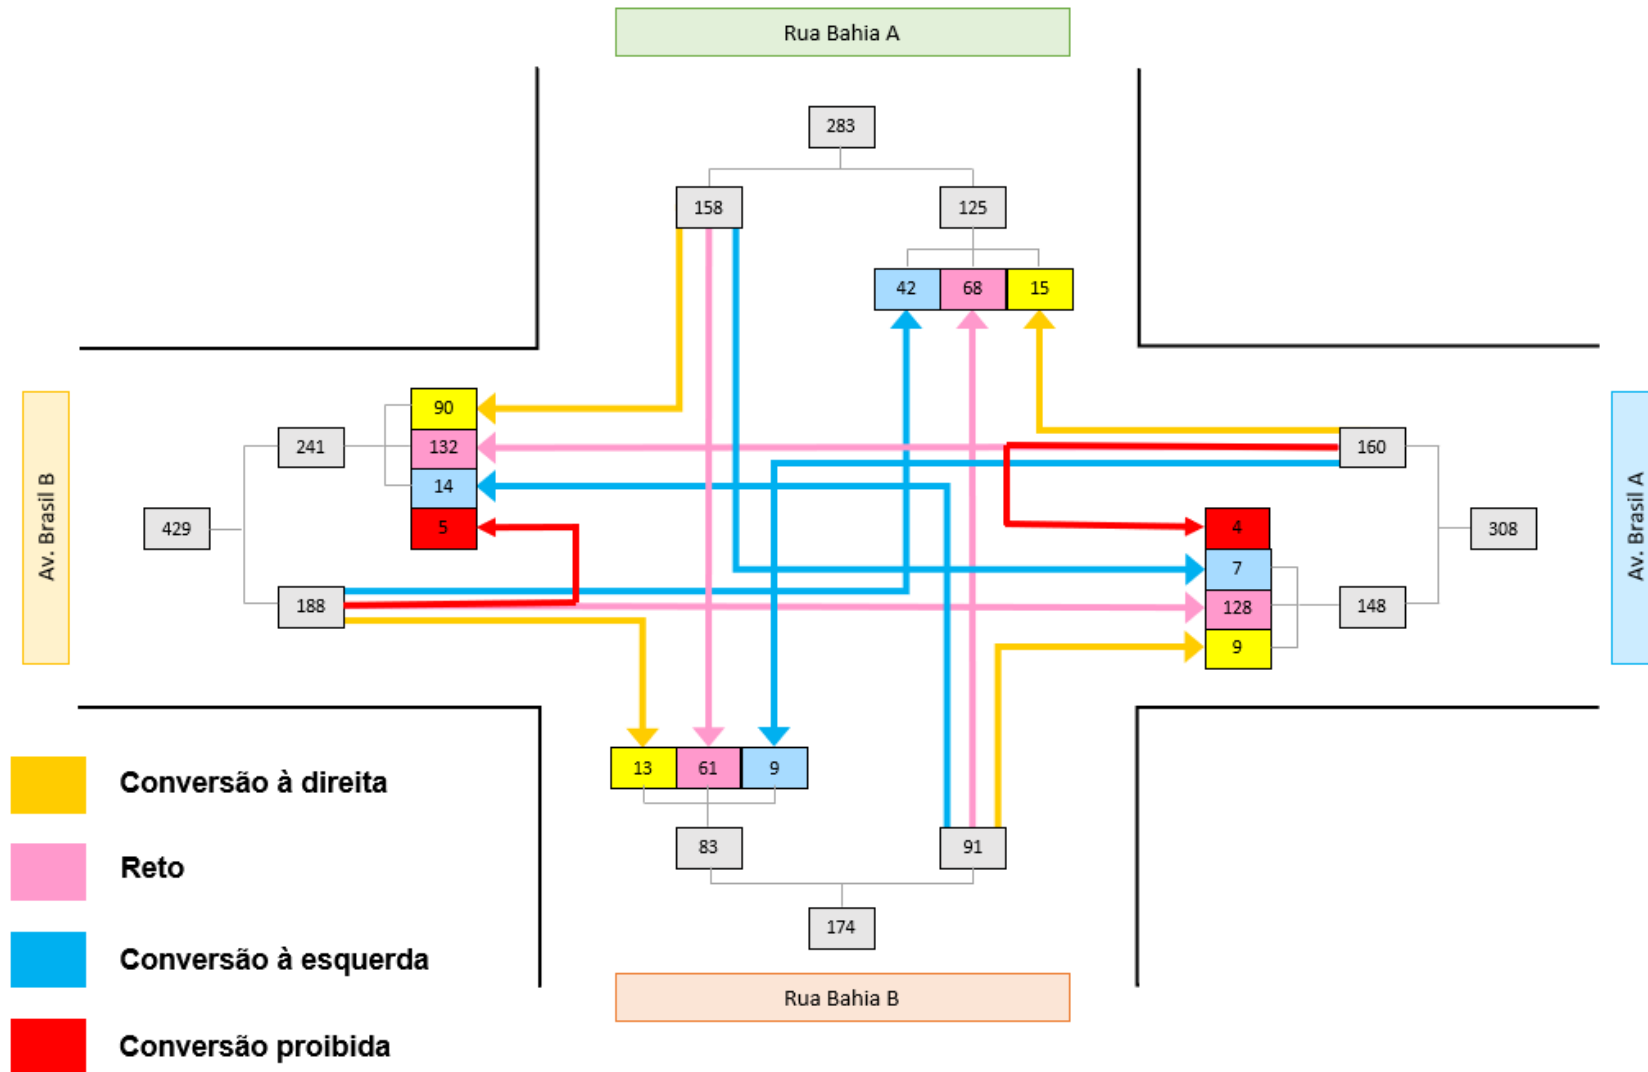 Rua Bahia A
283
158
125
42 68 15
90
132
14
5
241
429
188
Av. Brasil B
160
4
7
128
9
148
308
Av. Brasil A
13 61 9
83
91
174
Rua Bahia B
Conversão à direita
Reto
Conversão à esquerda
Conversão proibida